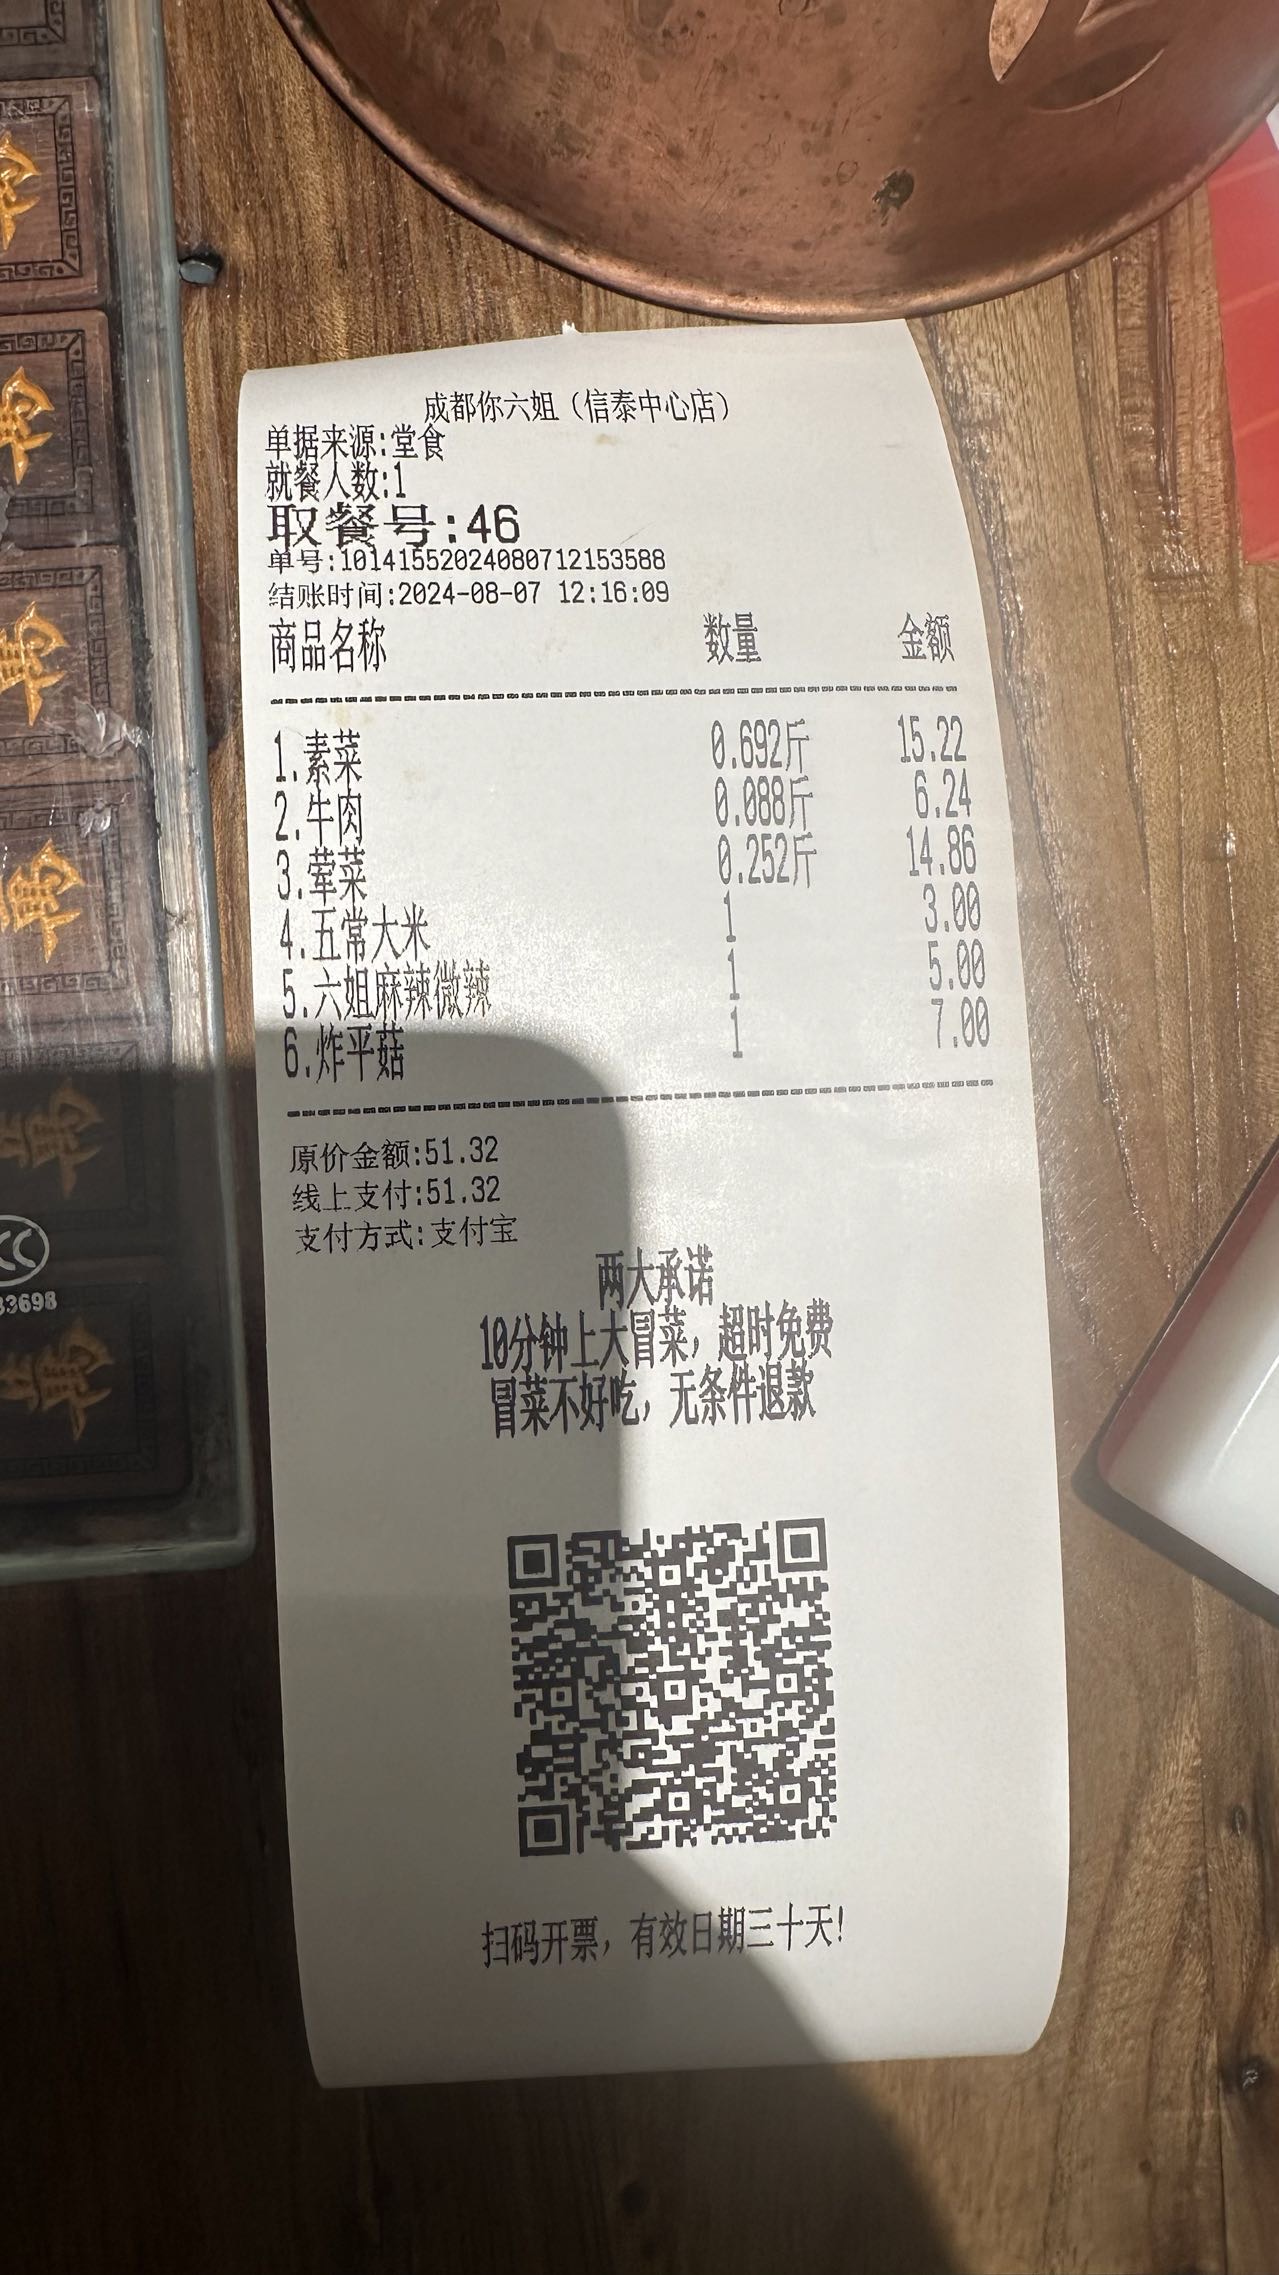 成都你六姐（信泰中心店）
单据来源:堂食
就餐人数:1
取餐号:46
单号:10141552024080712153588
结账时间:2024-08-07 12:16:09
商品名称 数量 金额
1.素菜 0.692斤 15.22
2.牛肉 0.088斤 6.24
3.荤菜 0.252斤 14.86
4.五常大米 1 3.00
5.六姐麻辣微辣 1 5.00
6.炸平菇 1 7.00
原价金额:51.32
线上支付:51.32
支付方式:支付宝
两大承诺
10分钟上大冒菜，超时免费
冒菜不好吃，无条件退款
扫码开票，有效日期三十天!
33698